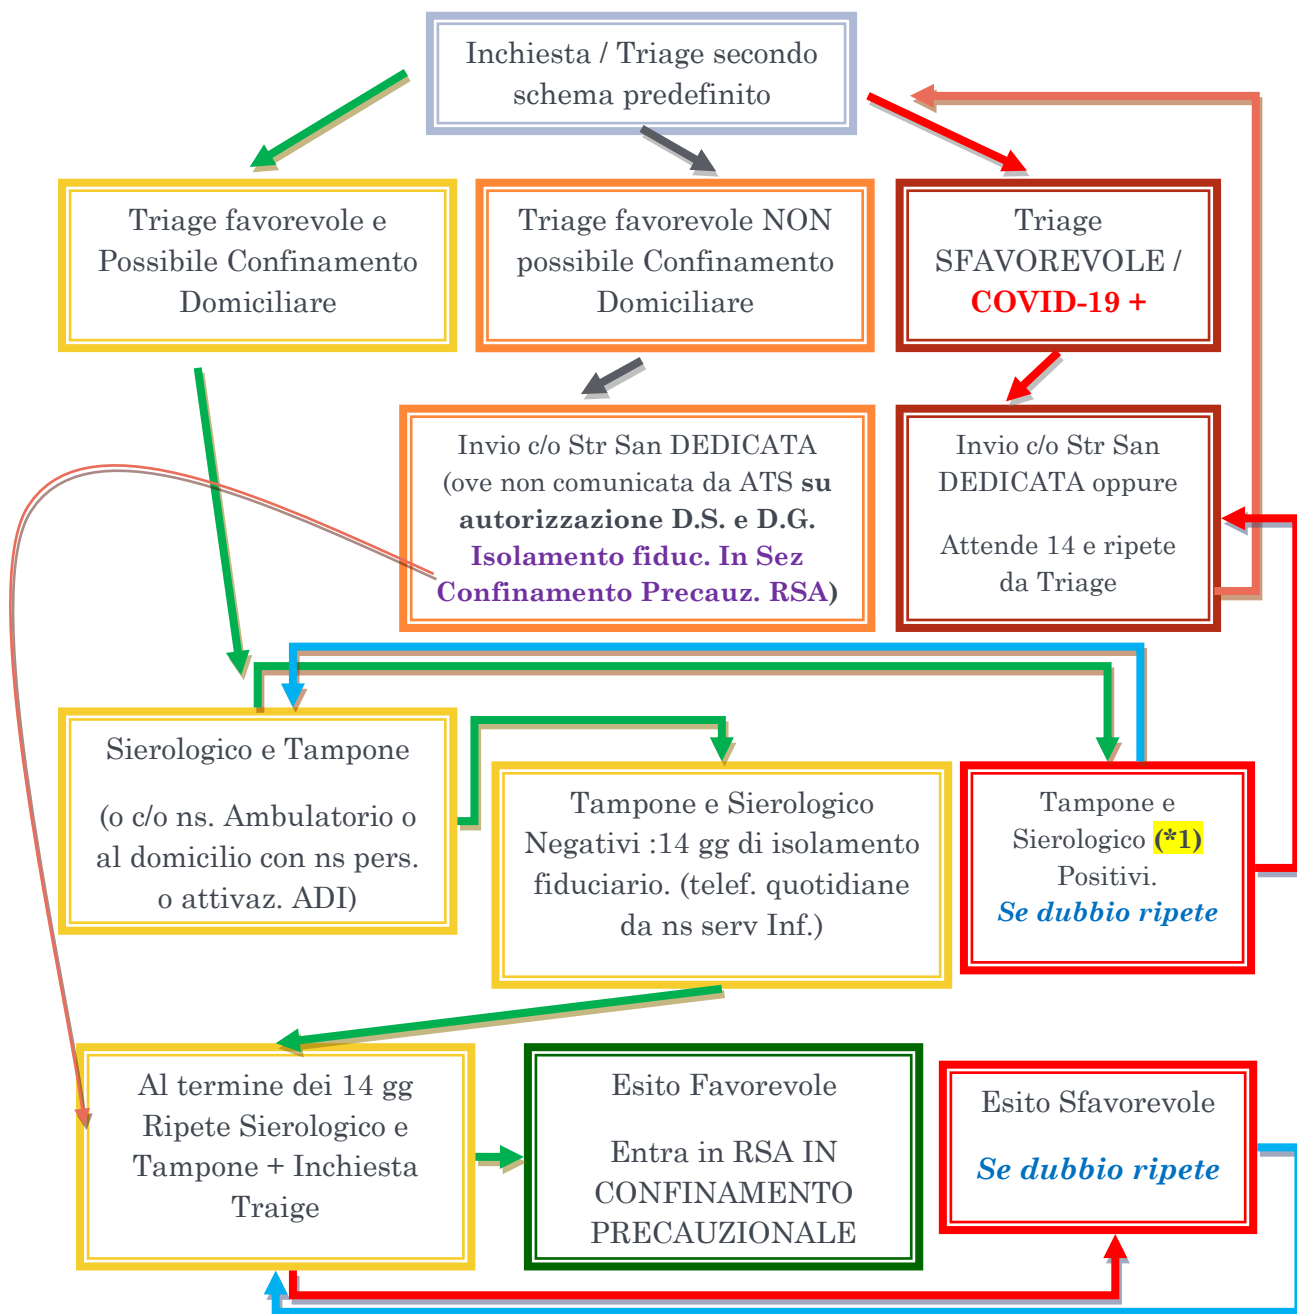 Inchiesta / Triage secondo
schema predefinito
Triage favorevole e
Possibile Confinamento
Domiciliare
Triage favorevole NON
possibile Confinamento
Domiciliare
Triage
SFAVOREVOLE /
COVID-19 +
Invio c/o Str San DEDICATA
(ove non comunicata da ATS su
autorizzazione D.S. e D.G.
Isolamento fiduc. In Sez
Confinamento Precauz. RSA)
Invio c/o Str San
DEDICATA oppure
Attende 14 e ripete
da Triage
Sierologico e Tampone
(o c/o ns. Ambulatorio o
al domicilio con ns pers.
o attivaz. ADI)
Tampone e Sierologico
Negativi :14 gg di isolamento
fiduciario. (telef. quotidiane
da ns serv Inf.)
Tampone e
Sierologico (*1)
Positivi.
Se dubbio ripete
Al termine dei 14 gg
Ripete Sierologico e
Tampone + Inchiesta
Traige
Esito Favorevole
Entra in RSA IN
CONFINAMENTO
PRECAUZIONALE
Esito Sfavorevole
Se dubbio ripete